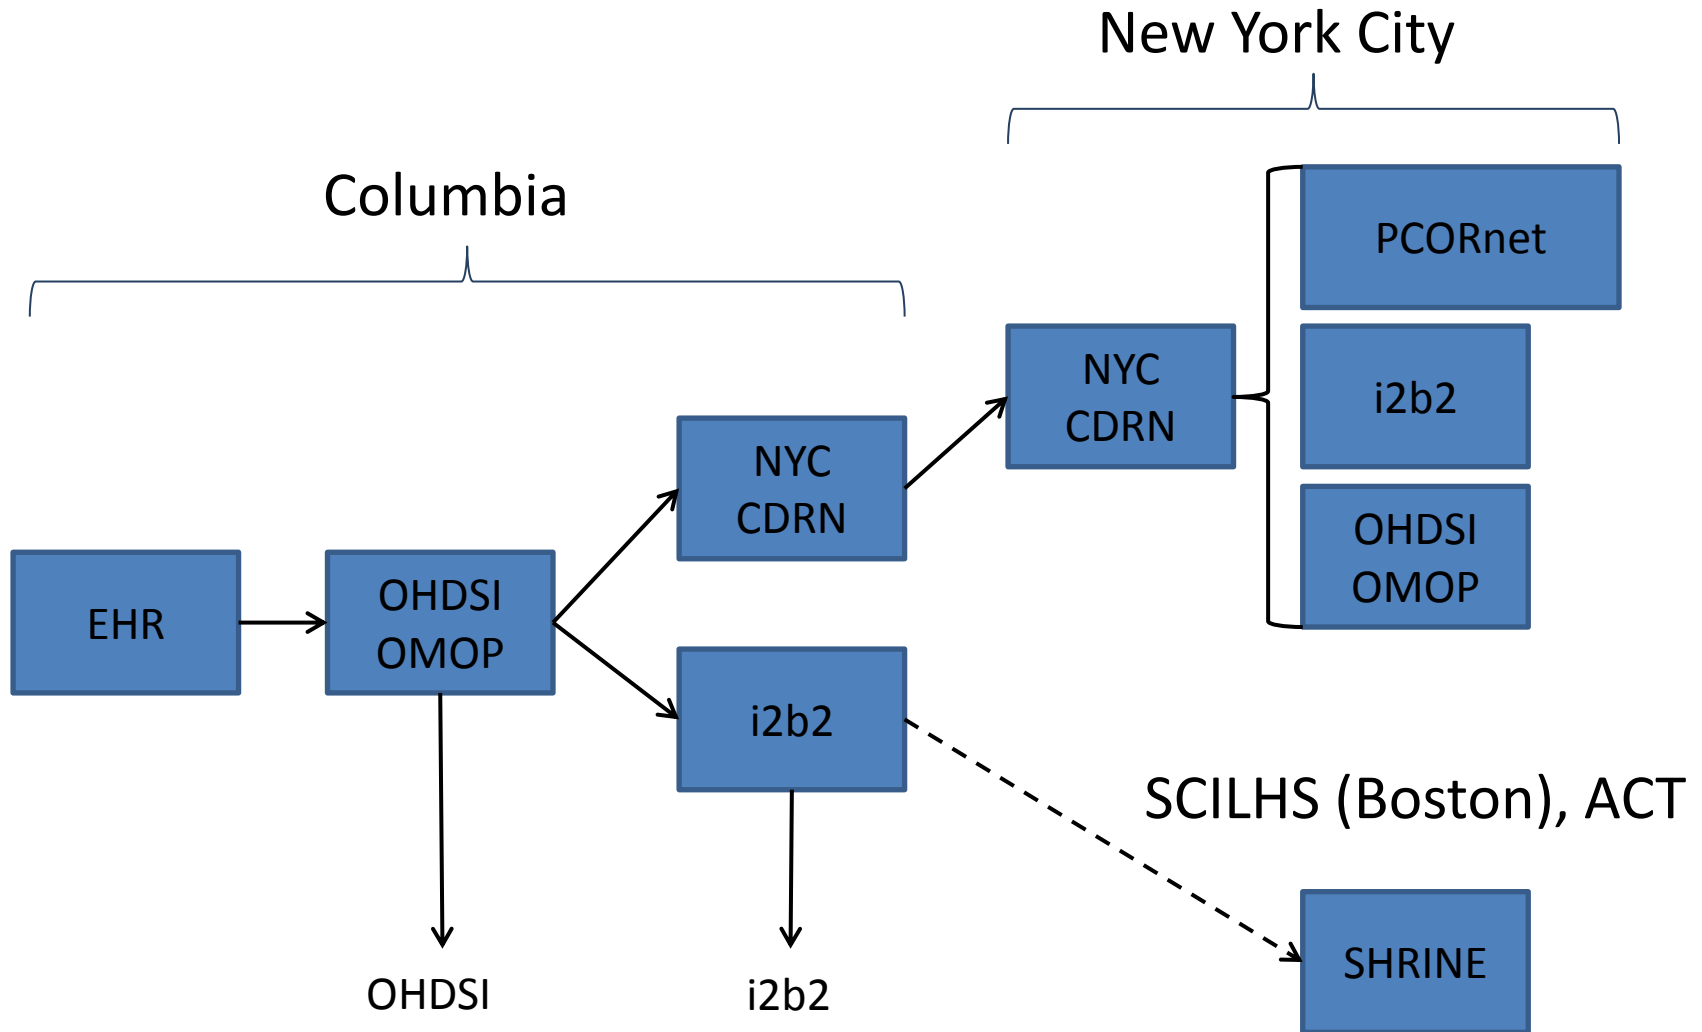 New York City
Columbia
PCORnet
NYC
CDRN
i2b2
NYC
CDRN
OHDSI
OMOP
EHR
OHDSI
OMOP
i2b2
SCILHS (Boston), ACT
SHRINE
OHDSI
i2b2